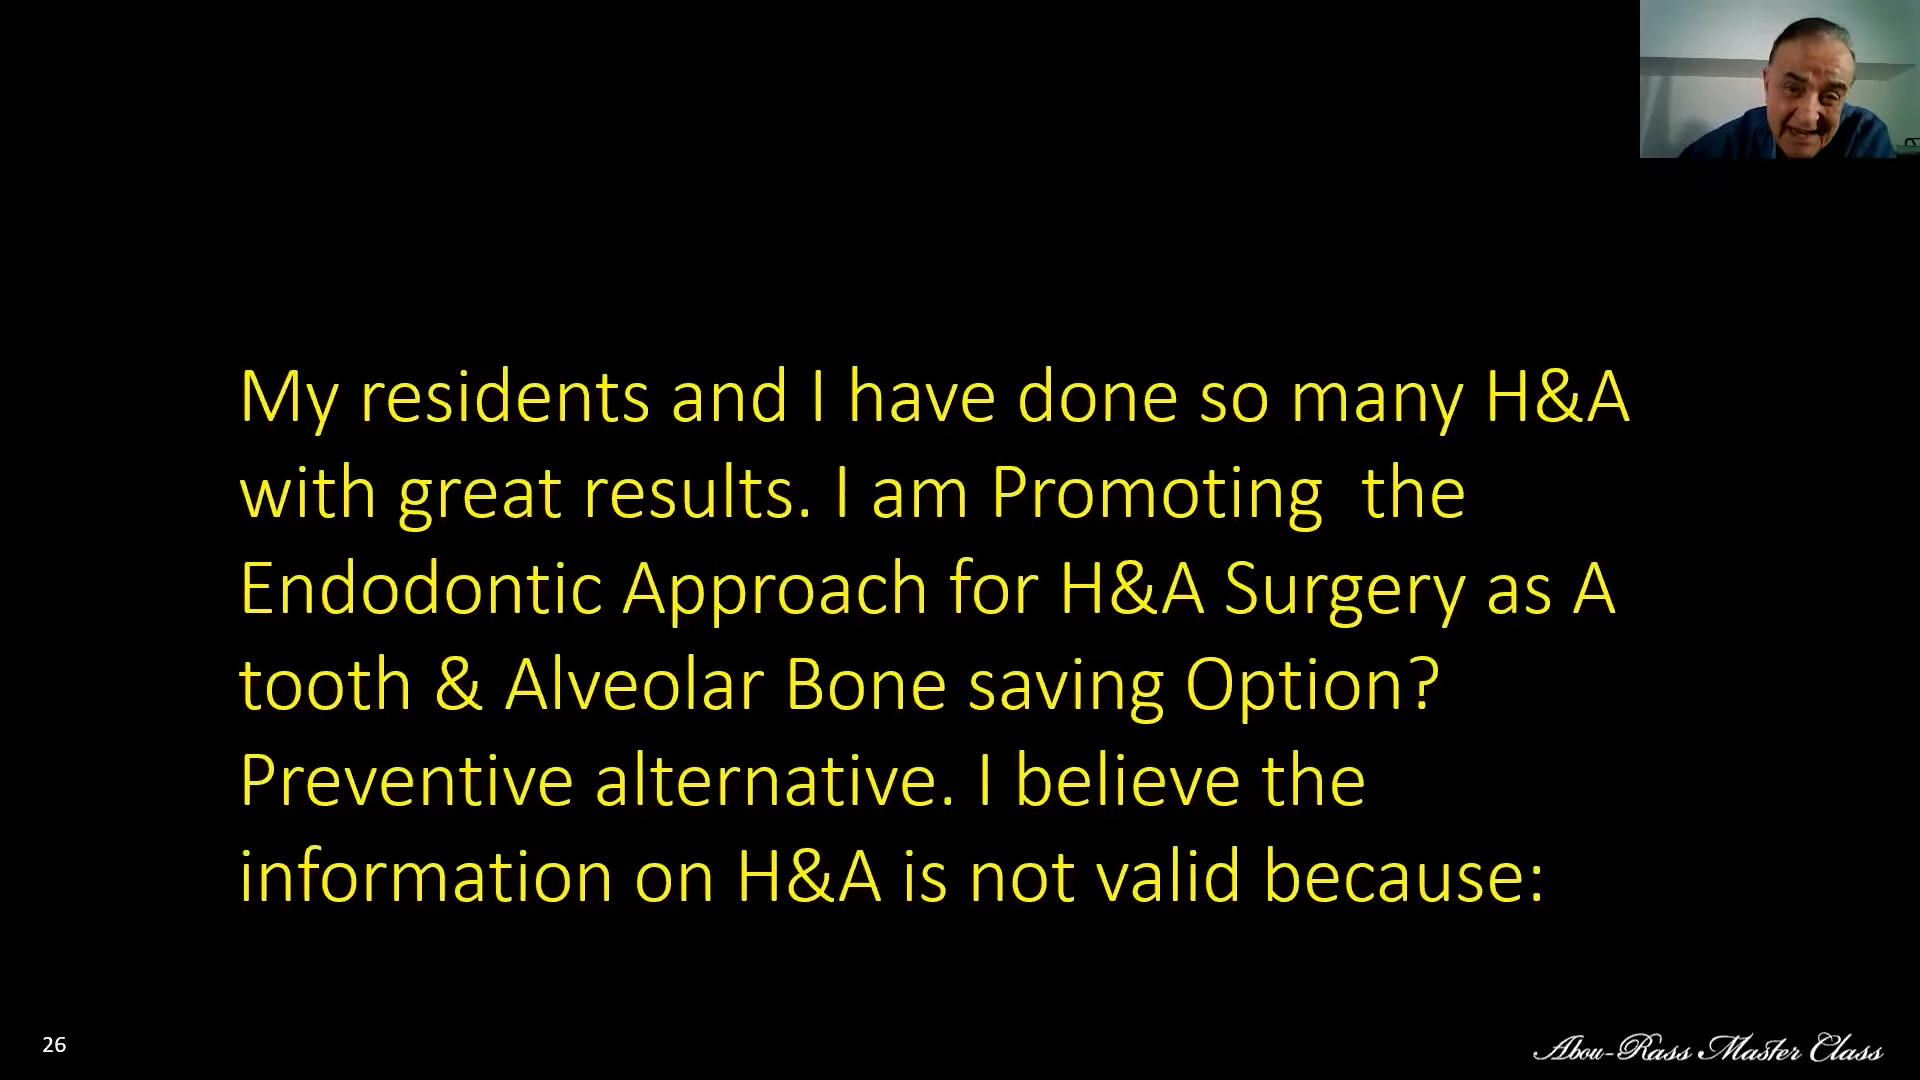 My residents and I have done so many H&A
with great results. I am Promoting  the
Endodontic Approach for H&A Surgery as A
tooth & Alveolar Bone saving Option?
Preventive alternative. I believe the
information on H&A is not valid because:
26
Abou-Rass Master Class